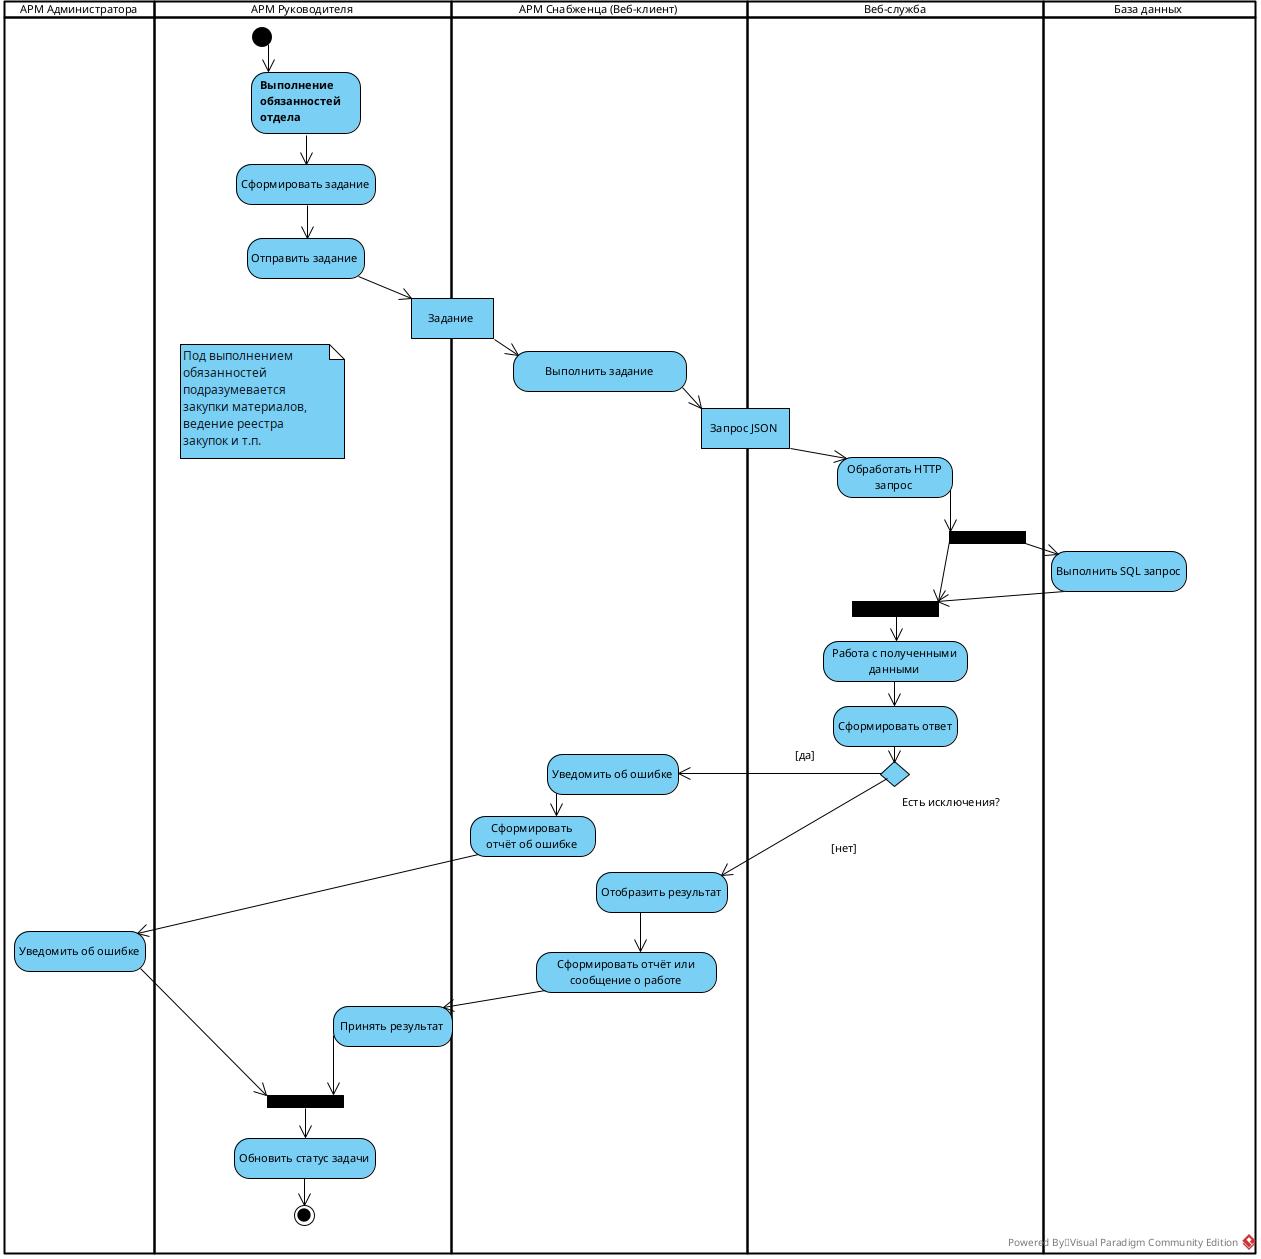 АРМ Администратора
АРМ Руководителя
АРМ Снабженца (Веб-клиент)
Веб-служба
База данных
Выполнение
обязанностей
отдела
Сформировать задание
Отправить задание
Задание
Под выполнением
обязанностей
подразумевается
закупки материалов,
ведение реестра
закупок и т.п.
Выполнить задание
Запрос JSON
Обработать HTTP
запрос
Выполнить SQL запрос
Работа с полученными
данными
Сформировать ответ
[да]
Уведомить об ошибке
Есть исключения?
Сформировать
отчёт об ошибке
[нет]
Отобразить результат
Уведомить об ошибке
Сформировать отчёт или
сообщение о работе
Принять результат
Обновить статус задачи
Powered By Visual Paradigm Community Edition